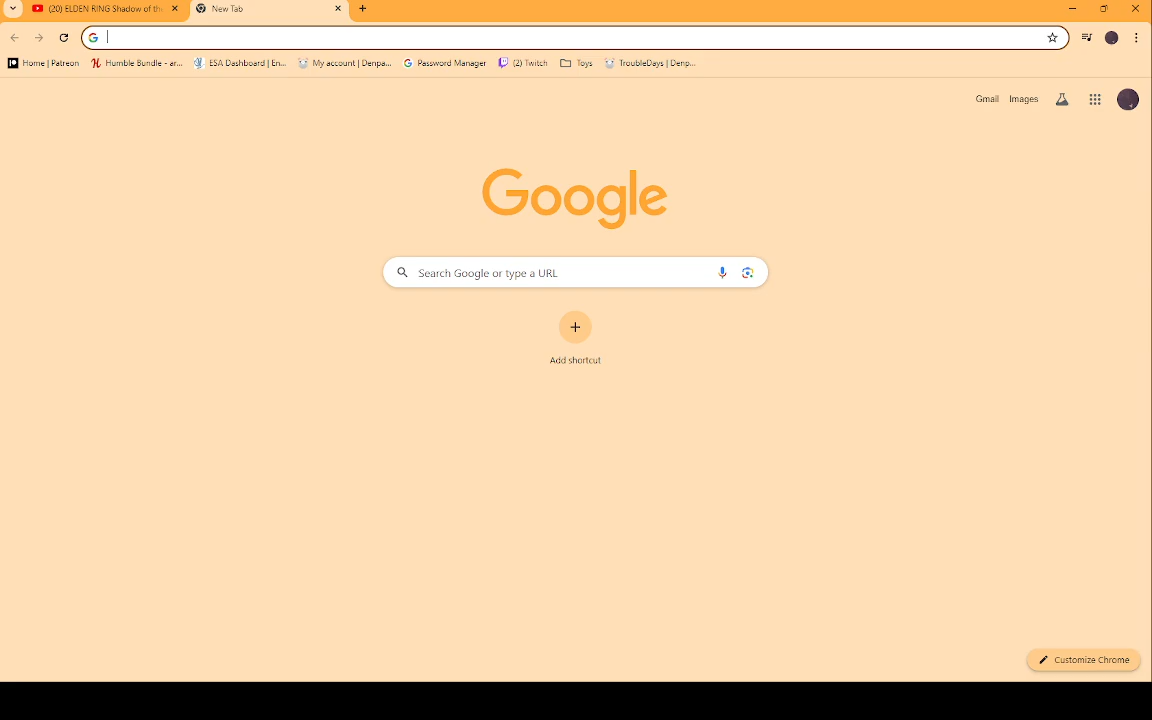 (20) ELDEN RING Shadow of the
New Tab
Home | Patreon
Humble Bundle - ar...
ESA Dashboard | En...
My account | Denpa...
Password Manager
(2) Twitch
Toys
TroubleDays | Denp...
Gmail
Images
Google
Search Google or type a URL
Add shortcut
Customize Chrome